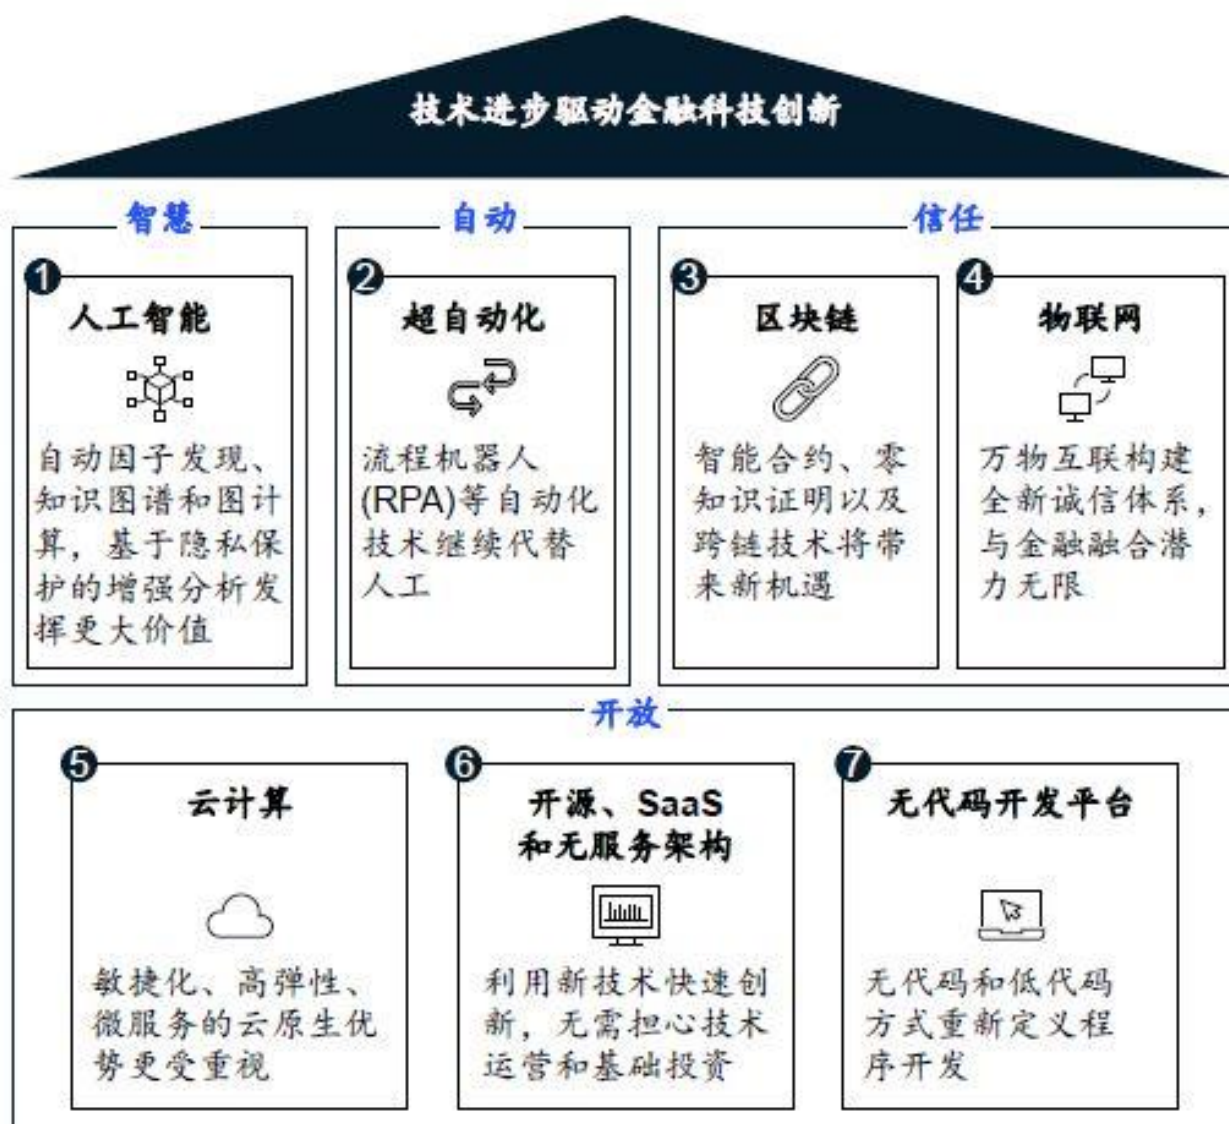 技术进步驱动金融科技创新
智慧
1
人工智能
自动因子发现、
知识图谱和图计
算，基于隐私保
护的增强分析发
挥更大价值
自动
2
超自动化
流程机器人
(RPA)等自动化
技术继续代替
人工
信任
3
区块链
智能合约、零
知识证明以及
跨链技术将带
来新机遇
4
物联网
万物互联构建
全新诚信体系，
与金融融合潜
力无限
开放
5
云计算
敏捷化、高弹性、
微服务的云原生优
势更受重视
6
开源、SaaS
和无服务架构
利用新技术快速创
新，无需担心技术
运营和基础投资
7
无代码开发平台
无代码和低代码
方式重新定义程
序开发